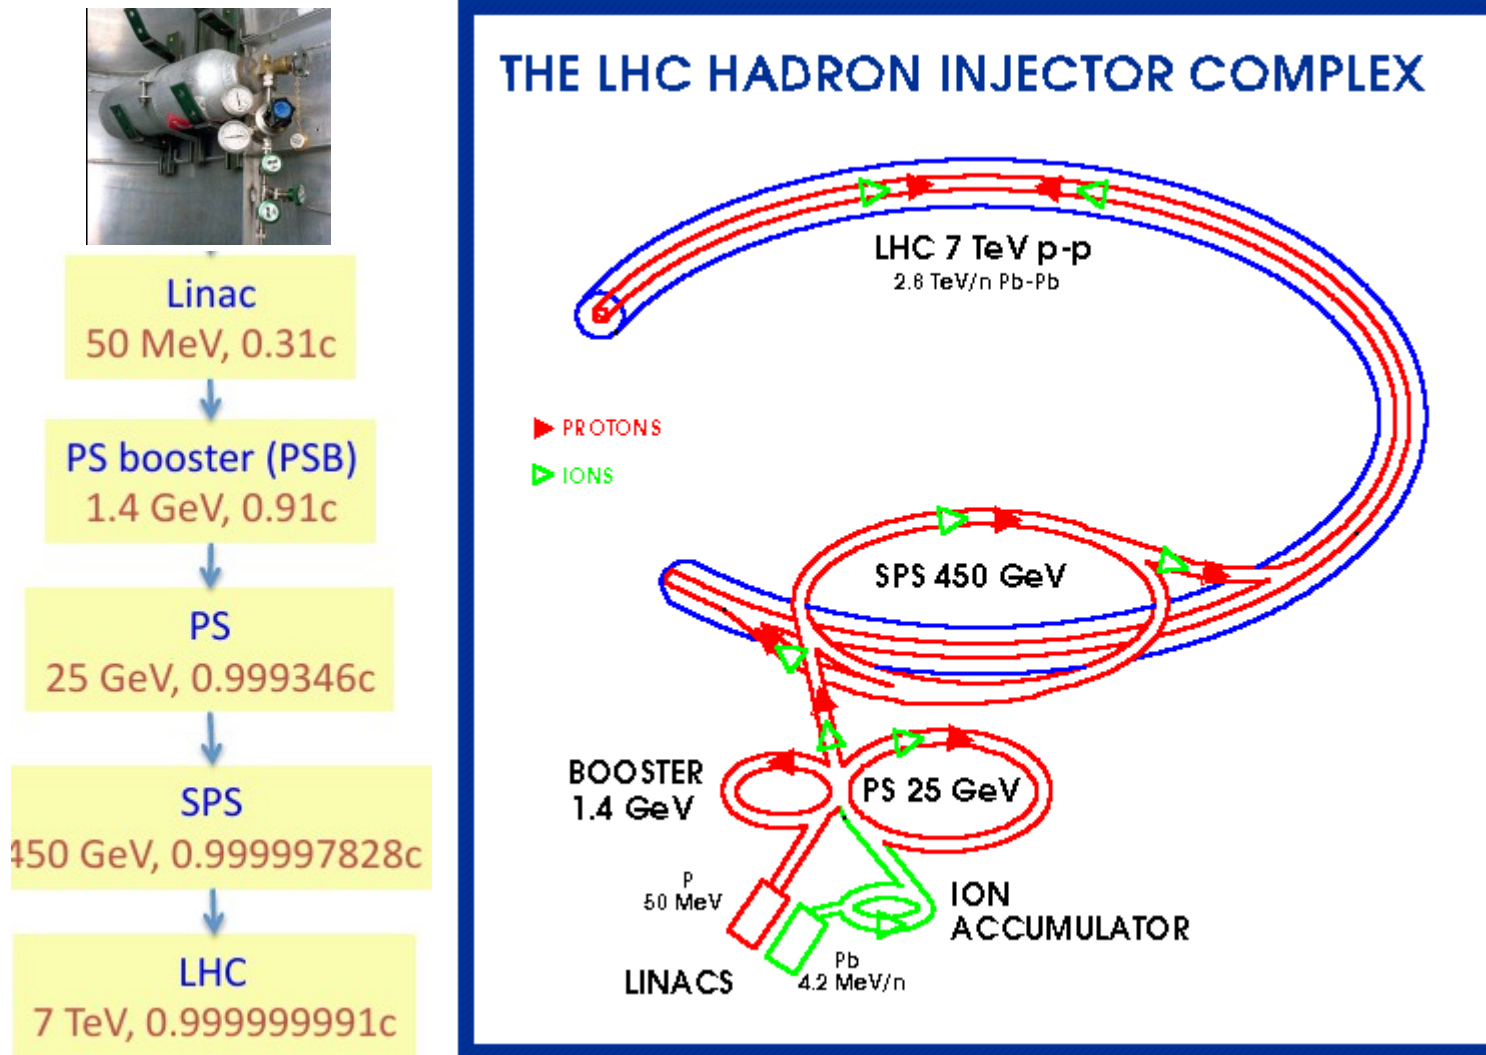 Linac
50 MeV, 0.31c
PS booster (PSB)
1.4 GeV, 0.91c
PS
25 GeV, 0.999346c
SPS
450 GeV, 0.999997828c
LHC
7 TeV, 0.999999991c
THE LHC HADRON INJECTOR COMPLEX
LHC 7 TeV p-p
2.6 TeV/n Pb-Pb
PROTONS
IONS
SPS 450 GeV
BOOSTER
1.4 GeV
PS 25 GeV
P
50 MeV
ION
ACCUMULATOR
LINACS
Pb
4.2 MeV/n